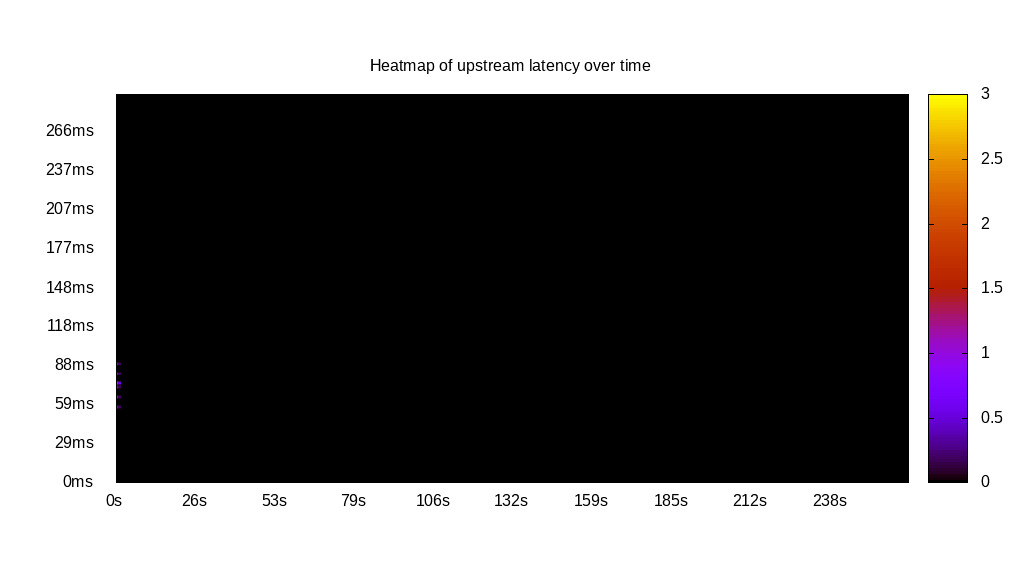 Heatmap of upstream latency over time
266ms
237ms
207ms
177ms
148ms
118ms
88ms
59ms
29ms
0ms
0s 26s 53s 79s 106s 132s 159s 185s 212s 238s
3
2.5
2
1.5
1
0.5
0